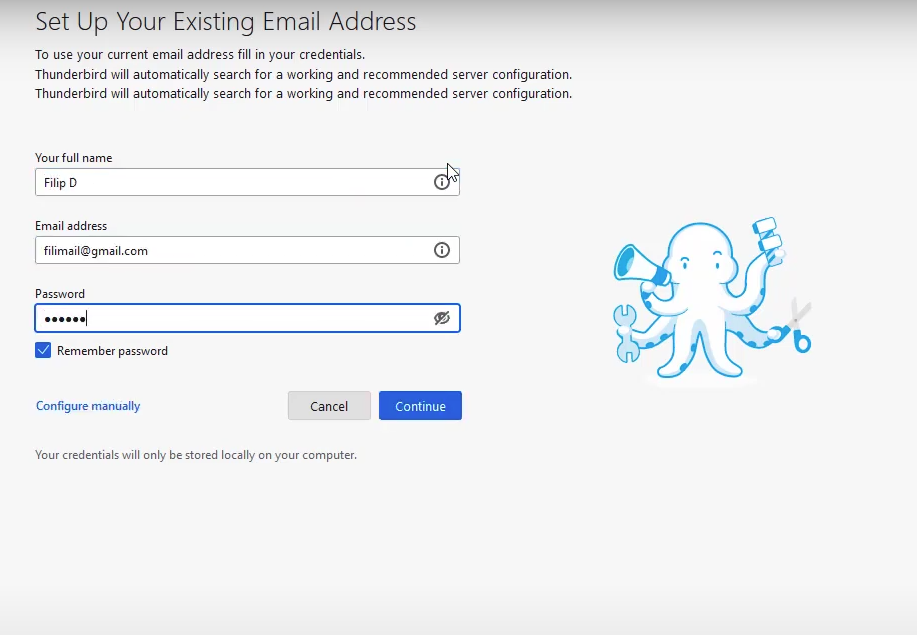 Set Up Your Existing Email Address
To use your current email address fill in your credentials.
Thunderbird will automatically search for a working and recommended server configuration.
Thunderbird will automatically search for a working and recommended server configuration.
Your full name
Filip D
Email address
filimail@gmail.com
Password
••••••
Remember password
Configure manually
Cancel
Continue
Your credentials will only be stored locally on your computer.